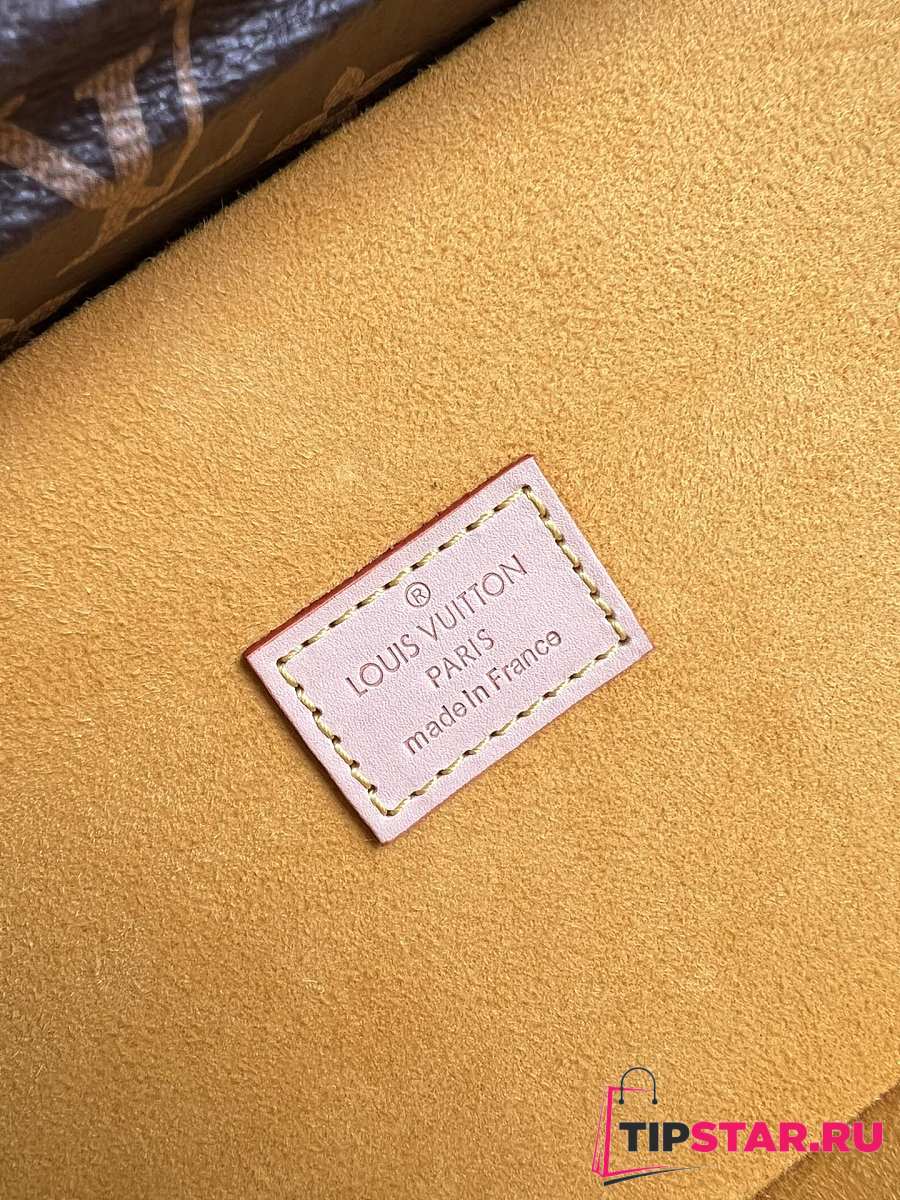 ®
LOUIS VUITTON
PARIS
made in France
TIPSTAR.RU